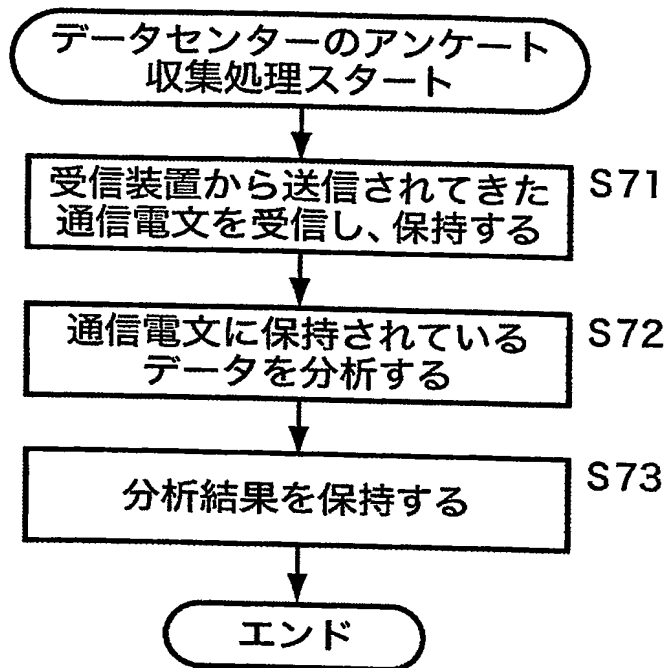 データセンターのアンケート
収集処理スタート
受信装置から送信されてきた
通信電文を受信し、保持する
S71
通信電文に保持されている
データを分析する
S72
分析結果を保持する
S73
エンド